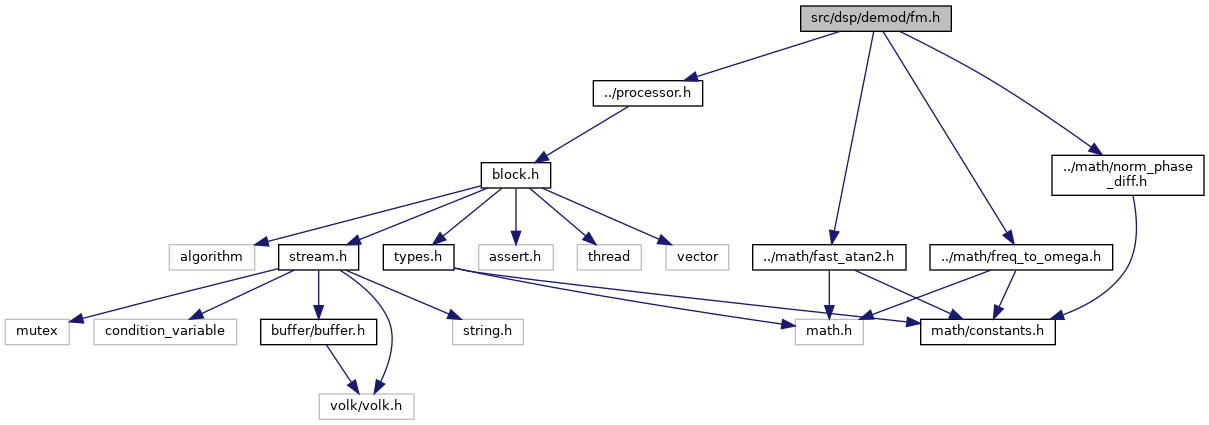 src/dsp/demod/fm.h
../processor.h
../math/norm_phase
_diff.h
block.h
algorithm
stream.h
types.h
assert.h
thread
vector
../math/fast_atan2.h
../math/freq_to_omega.h
mutex
condition_variable
buffer/buffer.h
string.h
math.h
math/constants.h
volk/volk.h